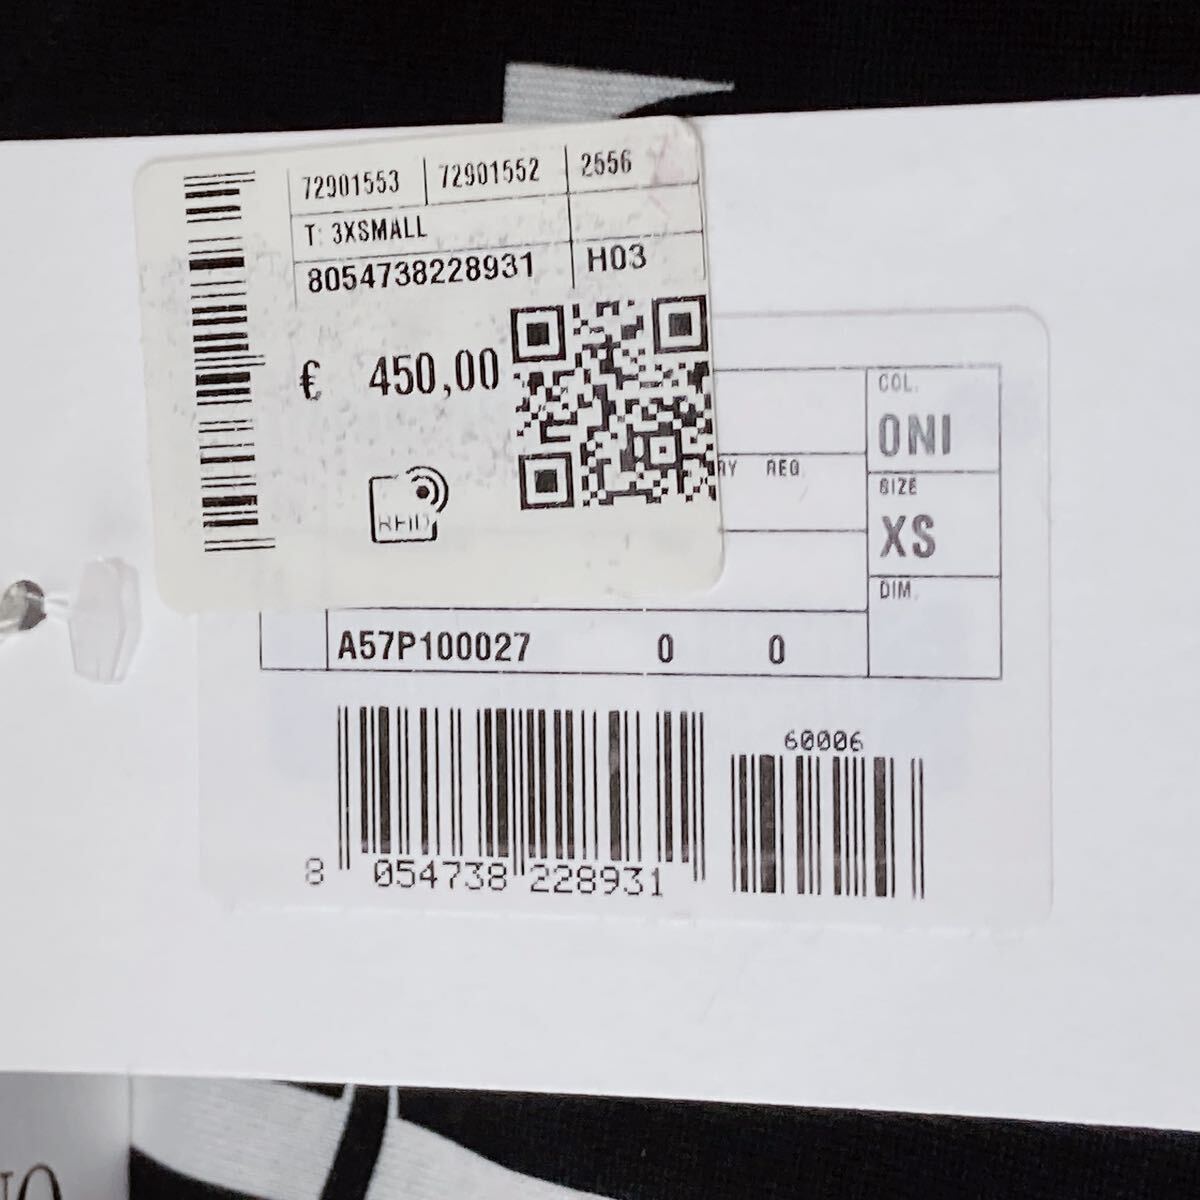 72901553 72901552 2556
T: 3XSMALL
8054738228931 H03
€ 450,00
RFID
COL.
0NI
RY REG.
SIZE
XS
DIM.
A57P100027 0 0
60006
8 054738 228931